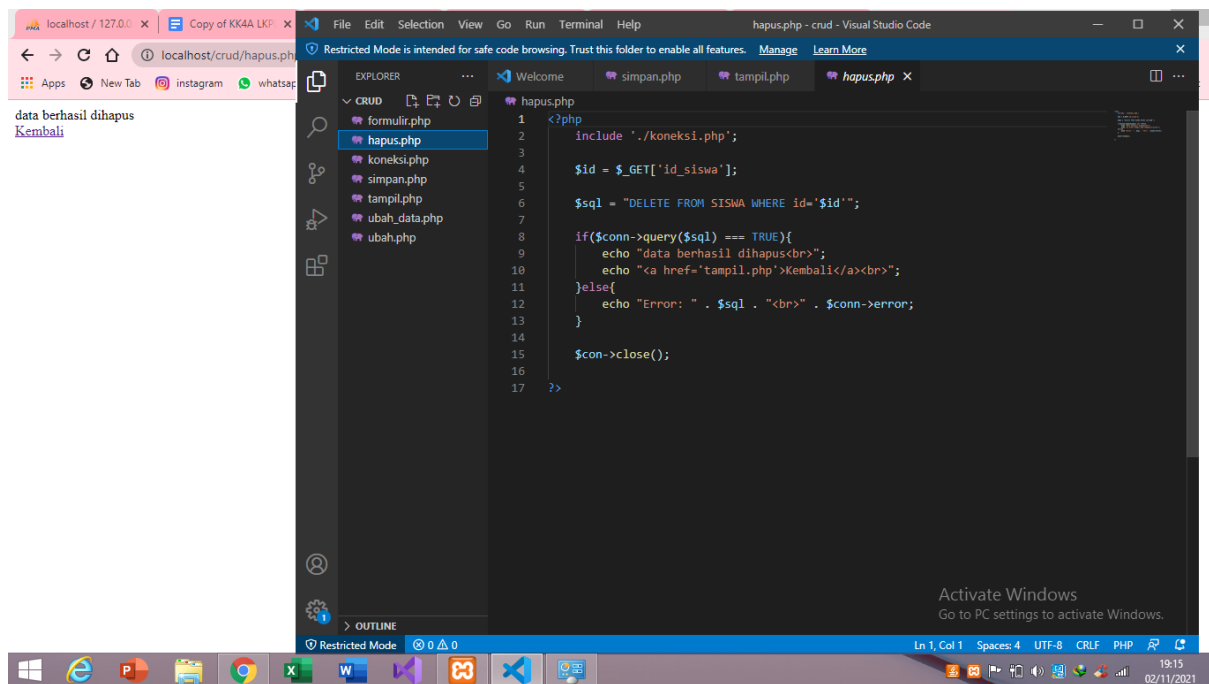 localhost / 127.0.0
Copy of KK4A LKP
File Edit Selection View Go Run Terminal Help
hapus.php - crud - Visual Studio Code
localhost/crud/hapus.ph
Restricted Mode is intended for safe code browsing. Trust this folder to enable all features. Manage Learn More
Apps New Tab instagram whatsap
data berhasil dihapus
Kembali
EXPLORER
Welcome simpan.php tampil.php hapus.php
CRUD
formulir.php
hapus.php
koneksi.php
simpan.php
tampil.php
ubah_data.php
ubah.php
OUTLINE
hapus.php
1 <?php
2 include './koneksi.php';
3
4 $id = $_GET['id_siswa'];
5
6 $sql = "DELETE FROM SISWA WHERE id='$id'";
7
8 if($conn->query($sql) === TRUE){
9 echo "data berhasil dihapus<br>";
10 echo "<a href='tampil.php'>Kembali</a><br>";
11 }else{
12 echo "Error: " . $sql . "<br>" . $conn->error;
13 }
14
15 $con->close();
16
17 ?>
Activate Windows
Go to PC settings to activate Windows.
1
Restricted Mode 0 0
Ln 1, Col 1 Spaces: 4 UTF-8 CRLF PHP
19:15
02/11/2021